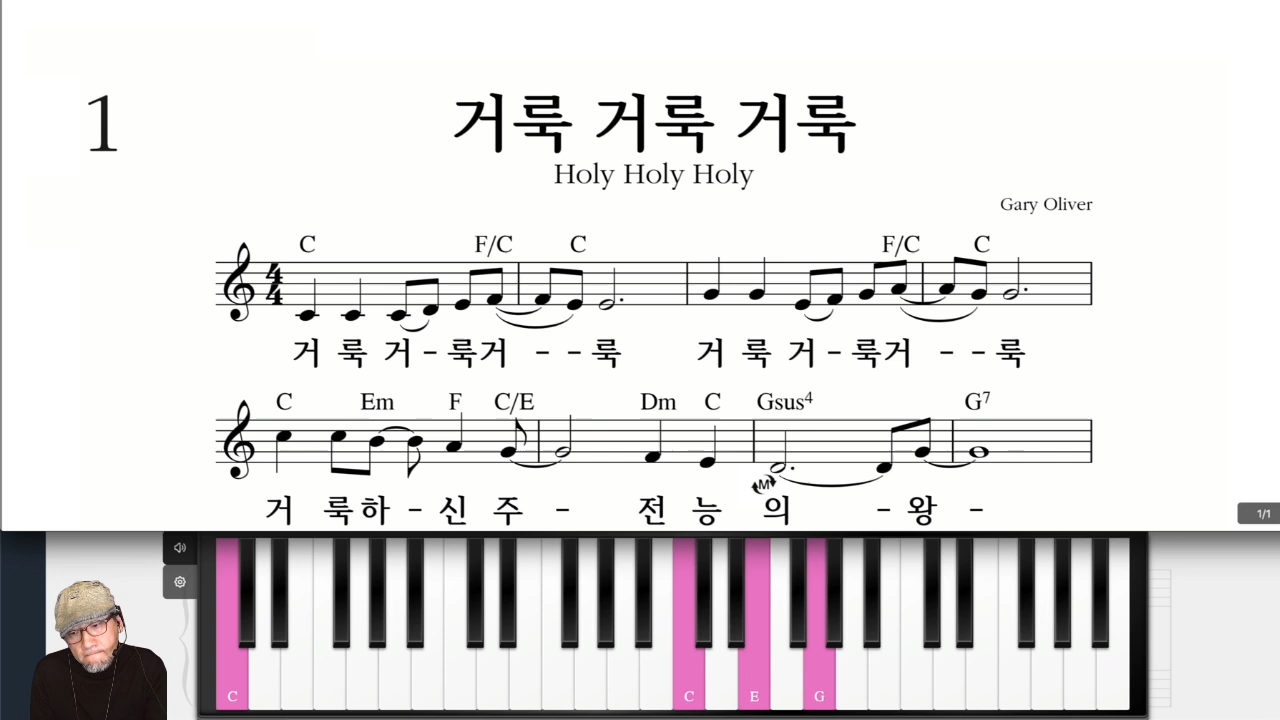 1
거룩 거룩 거룩
Holy Holy Holy
Gary Oliver
C F/C C F/C C
4
4
거 룩 거 - 룩 거 - - 룩 거 룩 거 - 룩 거 - - 룩
C Em F C/E Dm C Gsus4 G7
M
거 룩 하 - 신 주 - 전 능 의 - 왕 -
1/1
C C E G